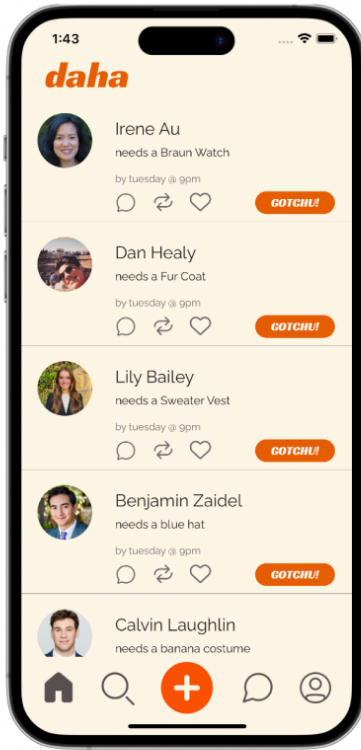 1:43
daha
Irene Au
needs a Braun Watch
by tuesday @ 9pm
GOTCHU!
Dan Healy
needs a Fur Coat
by tuesday @ 9pm
GOTCHU!
Lily Bailey
needs a Sweater Vest
by tuesday @ 9pm
GOTCHU!
Benjamin Zaidel
needs a blue hat
by tuesday @ 9pm
GOTCHU!
Calvin Laughlin
needs a banana costume